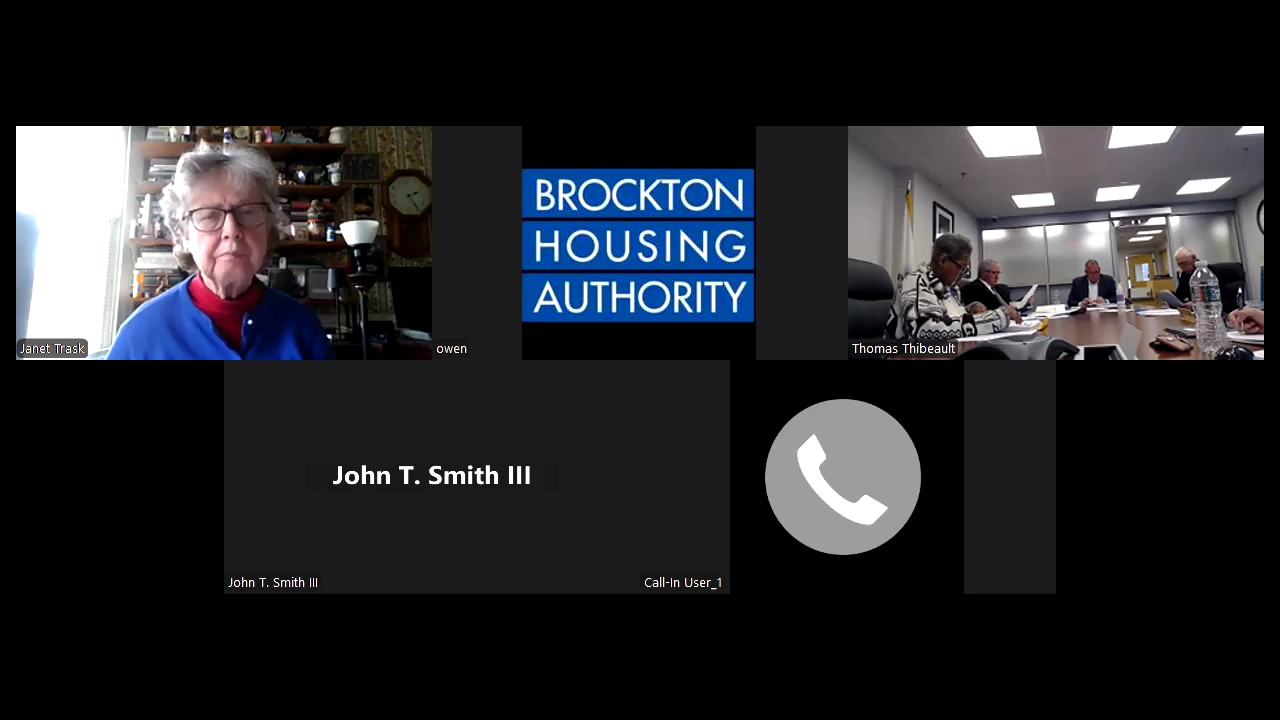 BROCKTON
HOUSING
AUTHORITY
Janet Trask
owen
Thomas Thibeault
John T. Smith III
John T. Smith III
Call-In User_1